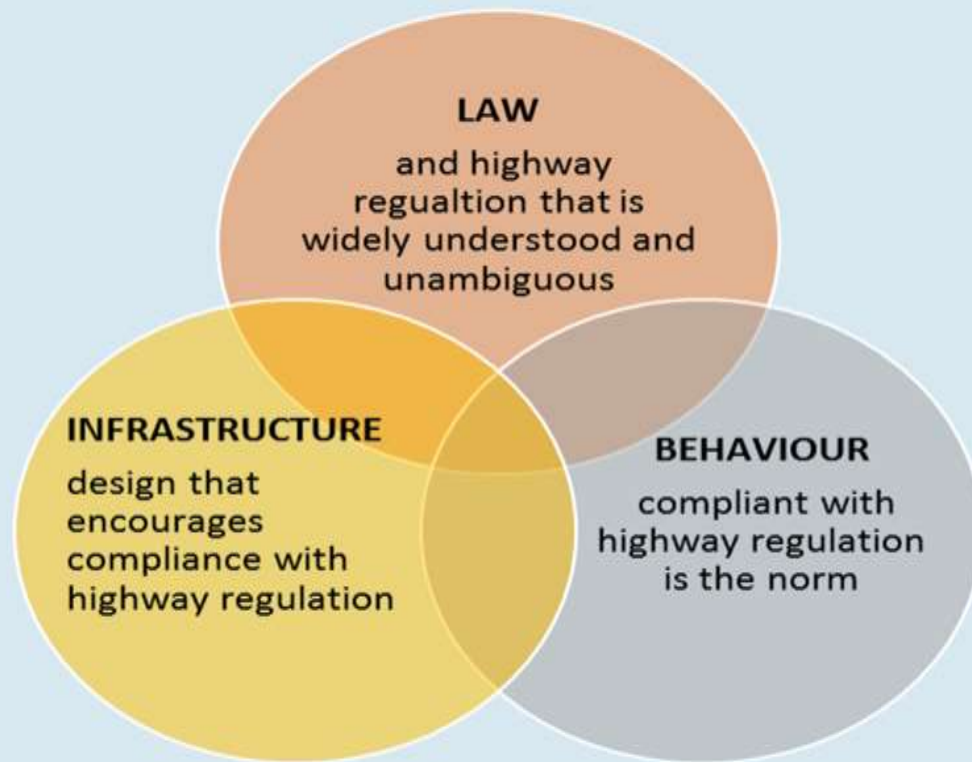 LAW
and highway
regualtion that is
widely understood and
unambiguous
INFRASTRUCTURE
design that
encourages
compliance with
highway regulation
BEHAVIOUR
compliant with
highway regulation
is the norm